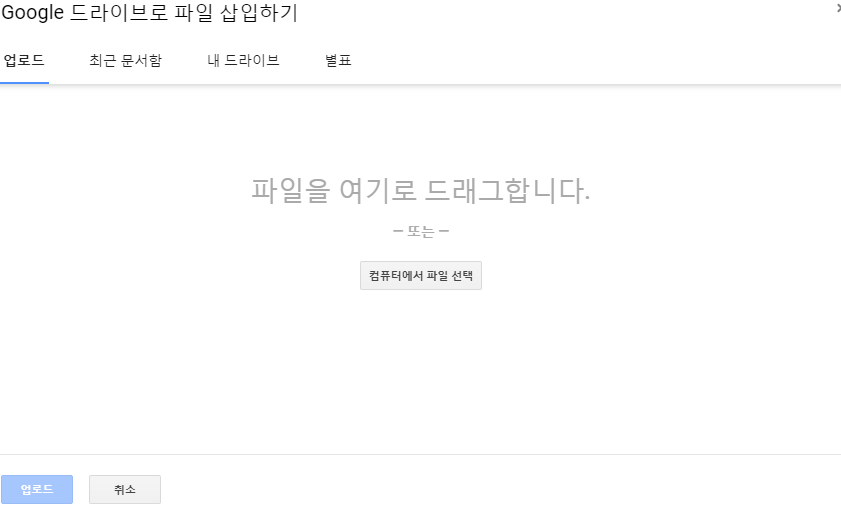 Google 드라이브로 파일 삽입하기
업로드 최근 문서함 내 드라이브 별표
파일을 여기로 드래그합니다.
– 또는 –
컴퓨터에서 파일 선택
업로드 취소